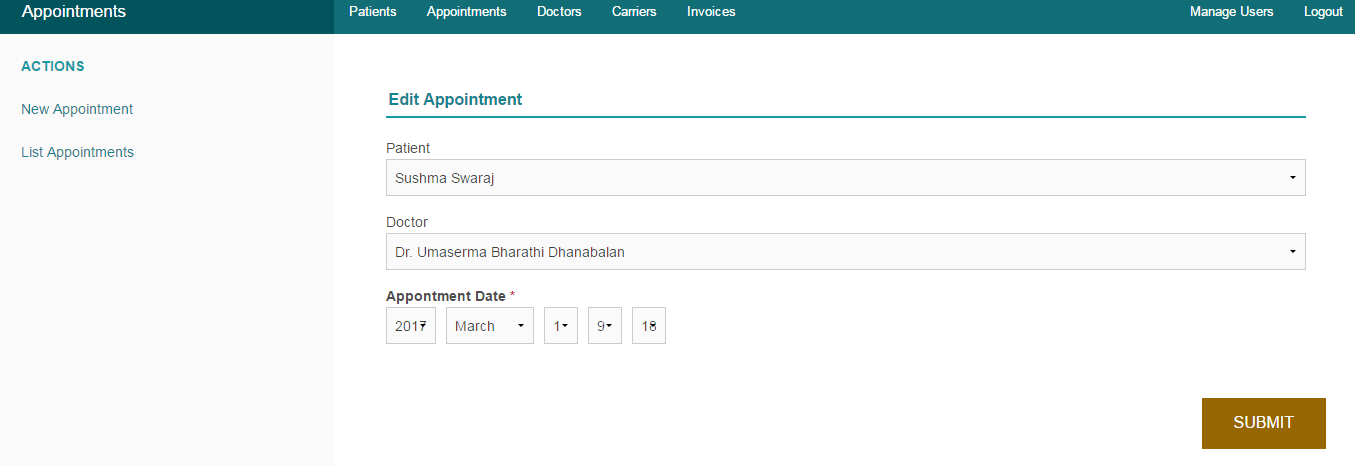 Appointments
Patients Appointments Doctors Carriers Invoices Manage Users Logout
ACTIONS
New Appointment
List Appointments
Edit Appointment
Patient
Sushma Swaraj
Doctor
Dr. Umaserma Bharathi Dhanabalan
Appontment Date *
2017 March 1 9 18
SUBMIT